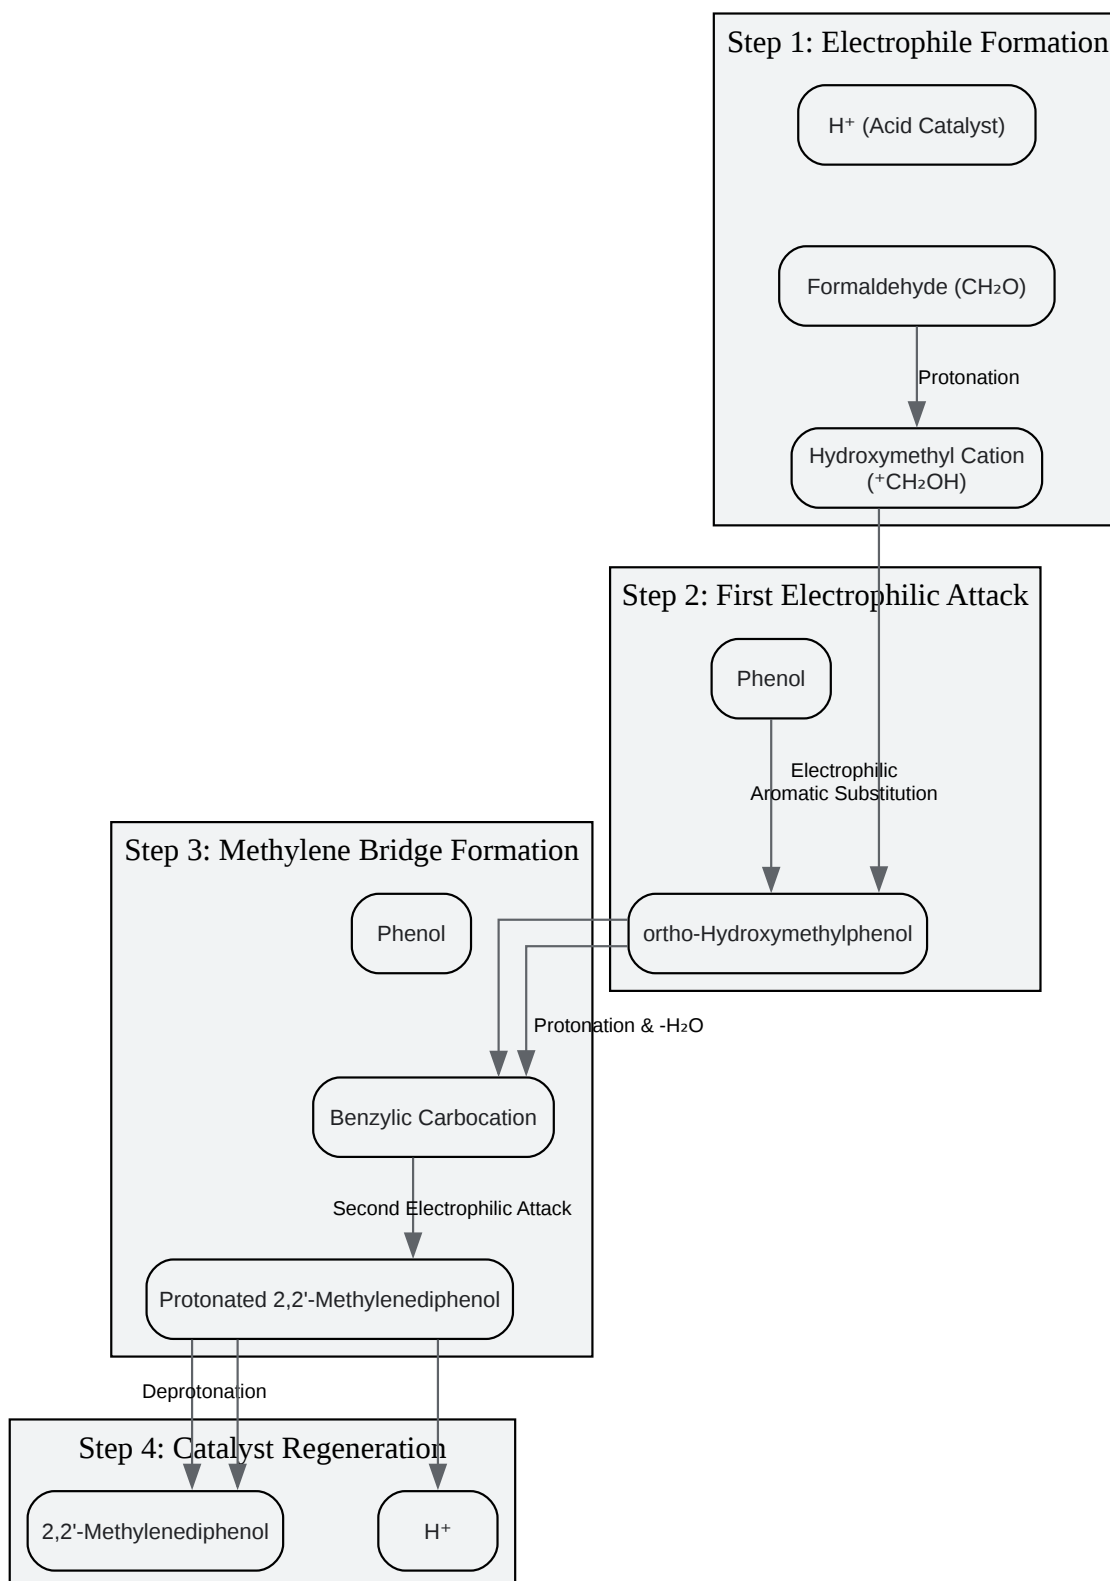 Step 1: Electrophile Formation
H⁺ (Acid Catalyst)
Formaldehyde (CH₂O)
Protonation
Hydroxymethyl Cation
(⁺CH₂OH)
Step 2: First Electrophilic Attack
Phenol
Electrophilic
Aromatic Substitution
Step 3: Methylene Bridge Formation
Phenol
ortho-Hydroxymethylphenol
Protonation & -H₂O
Benzylic Carbocation
Second Electrophilic Attack
Protonated 2,2'-Methylenediphenol
Deprotonation
Step 4: Catalyst Regeneration
2,2'-Methylenediphenol
H⁺